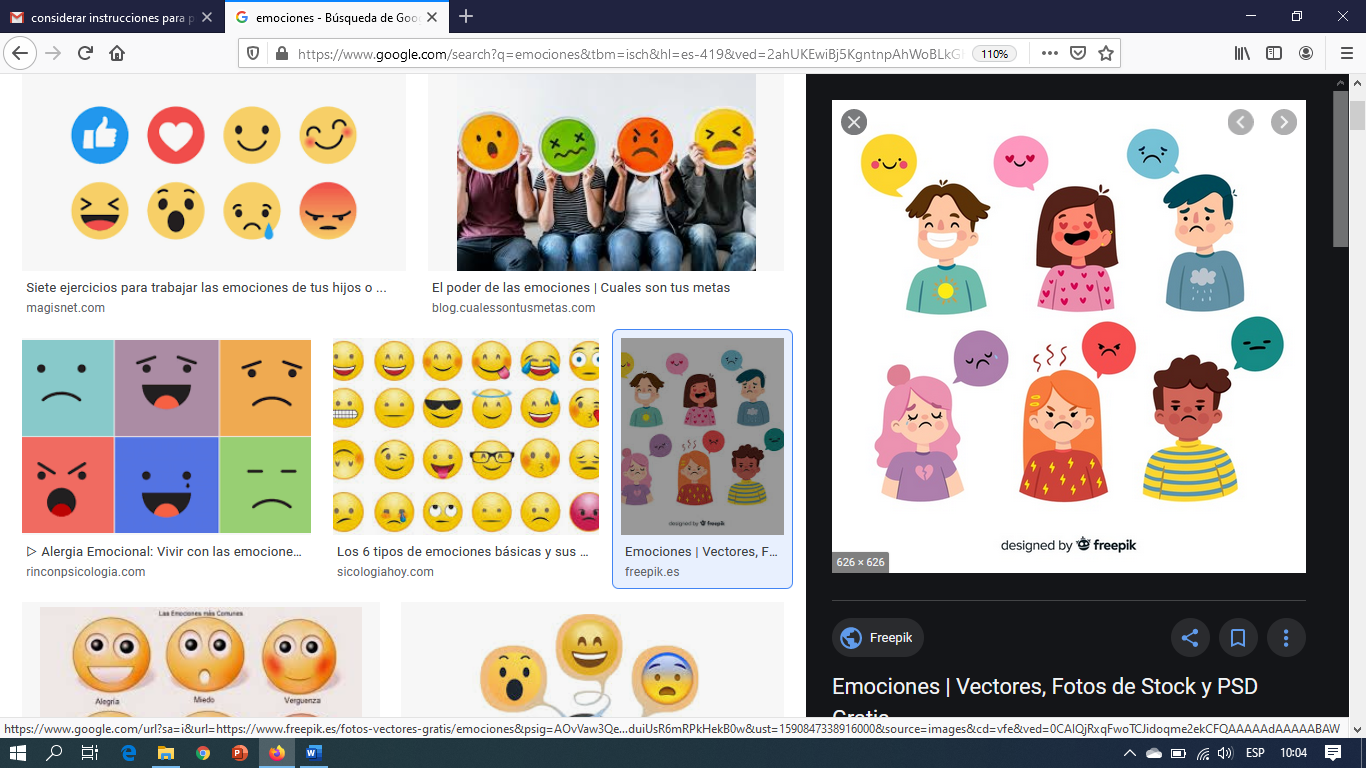 considerar instrucciones para p
emociones - Búsqueda de Goo
https://www.google.com/search?q=emociones&tbm=isch&hl=es-419&ved=2ahUKEwiBj5KgntnpAhWoBLkG
110%
Siete ejercicios para trabajar las emociones de tus hijos o ...
magisnet.com
El poder de las emociones | Cuales son tus metas
blog.cualessontusmetas.com
▷ Alergia Emocional: Vivir con las emocione...
rinconpsicologia.com
Los 6 tipos de emociones básicas y sus ...
sicologiahoy.com
designed by freepik
Emociones | Vectores, F...
freepik.es
Las Emociones más Comunes
Alegría
Miedo
Verguenza
designed by freepik
626 × 626
Freepik
Emociones | Vectores, Fotos de Stock y PSD
Gratis
https://www.google.com/url?sa=i&url=https://www.freepik.es/fotos-vectores-gratis/emociones&psig=AOvVaw3Qe...duiUsR6mRPkHekB0w&ust=1590847338916000&source=images&cd=vfe&ved=0CAIQjRxqFwoTCJidoqme2ekCFQAAAAAdAAAAABAW
ESP
10:04